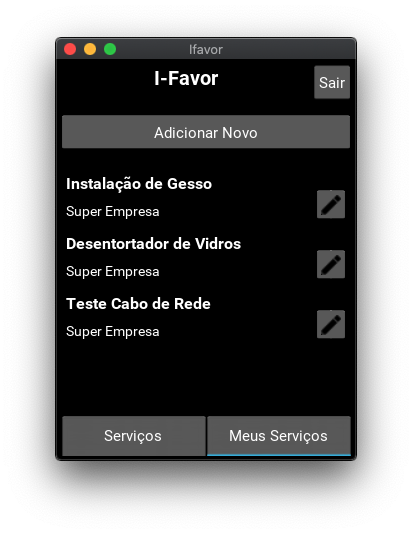 Ifavor
I-Favor
Sair
Adicionar Novo
Instalação de Gesso
Super Empresa
Desentortador de Vidros
Super Empresa
Teste Cabo de Rede
Super Empresa
Serviços
Meus Serviços